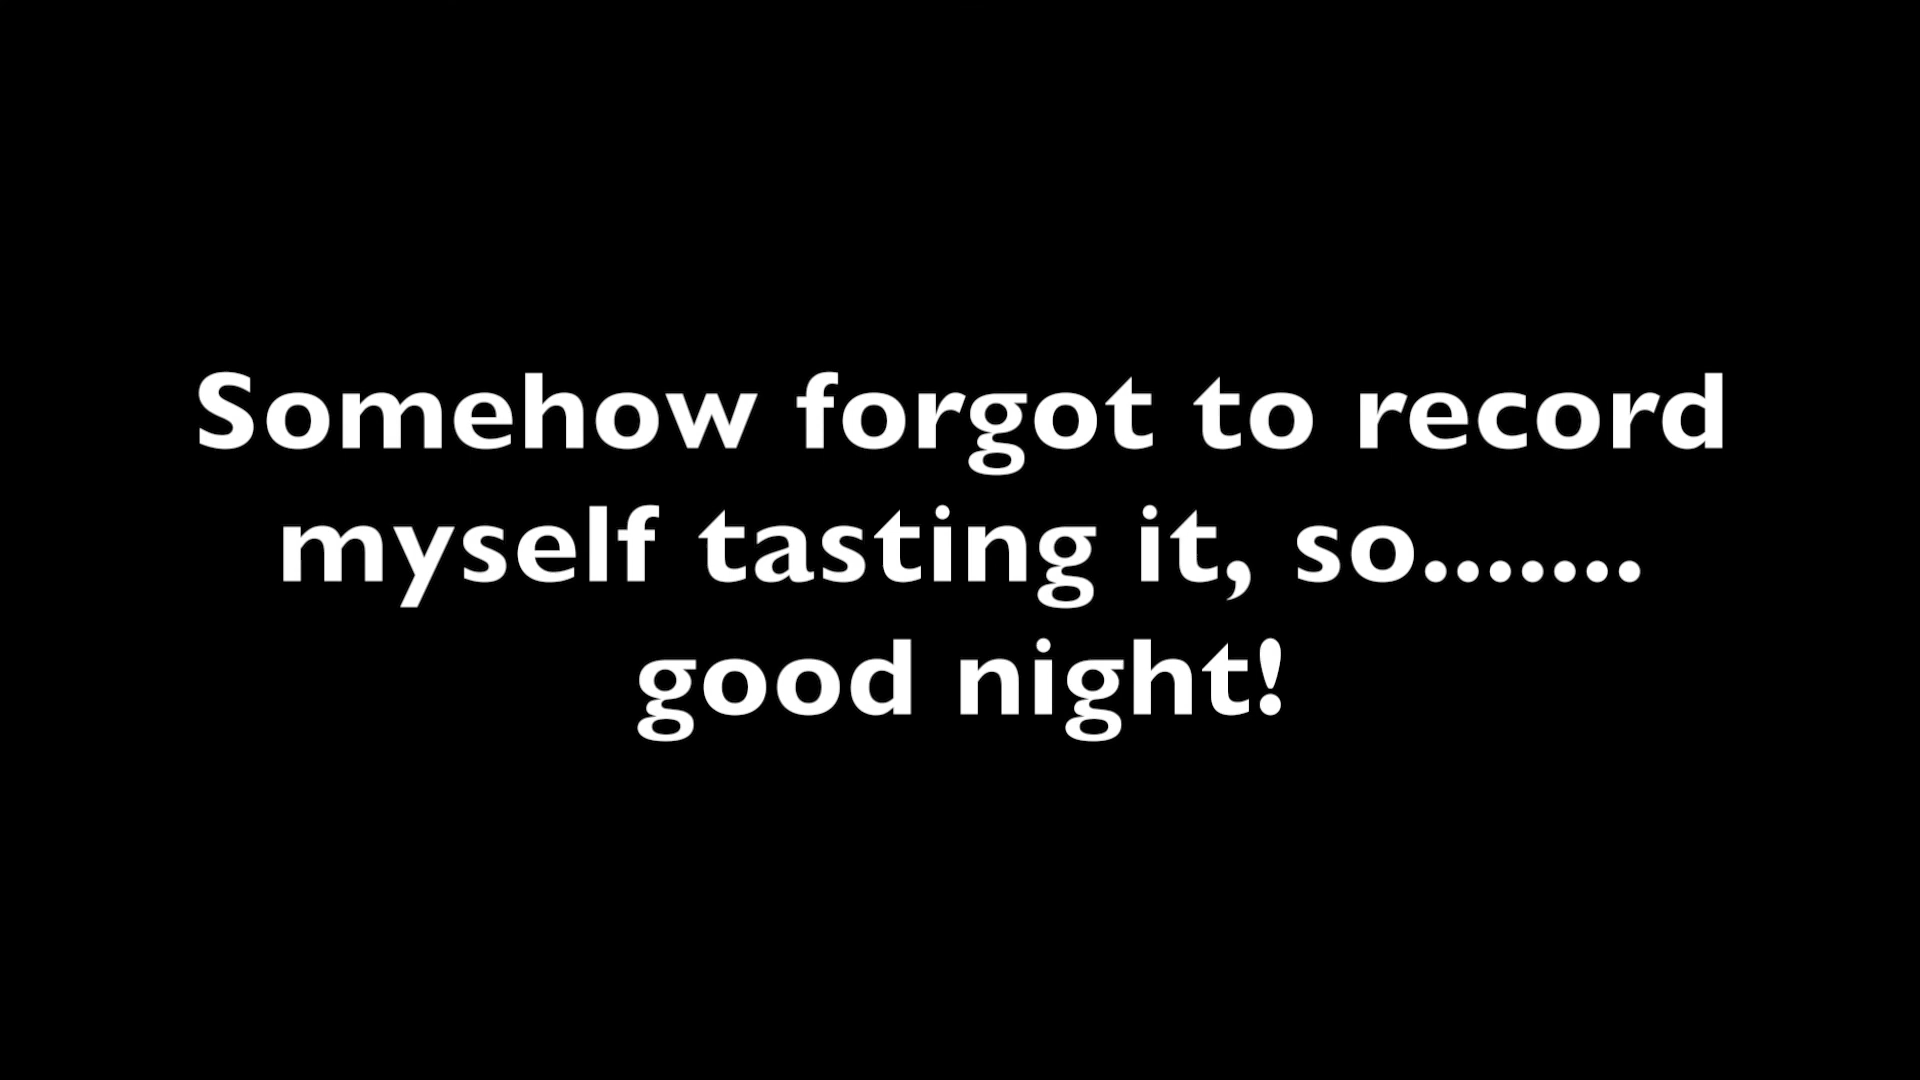 Somehow forgot to record
myself tasting it, so.......
good night!